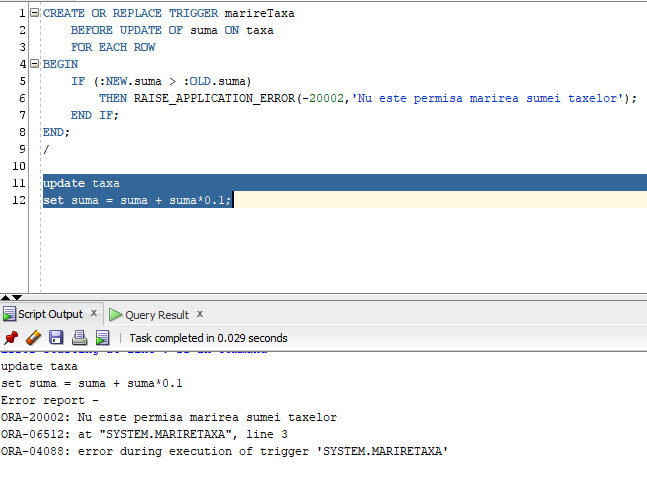 1 CREATE OR REPLACE TRIGGER marireTaxa
2 BEFORE UPDATE OF suma ON taxa
3 FOR EACH ROW
4 BEGIN
5 IF (:NEW.suma > :OLD.suma)
6 THEN RAISE_APPLICATION_ERROR(-20002,'Nu este permisa marirea sumei taxelor');
7 END IF;
8 END;
9 /
10
11 update taxa
12 set suma = suma + suma*0.1;
Script Output x Query Result x
Task completed in 0.029 seconds
update taxa
set suma = suma + suma*0.1
Error report -
ORA-20002: Nu este permisa marirea sumei taxelor
ORA-06512: at "SYSTEM.MARIRETAXA", line 3
ORA-04088: error during execution of trigger 'SYSTEM.MARIRETAXA'